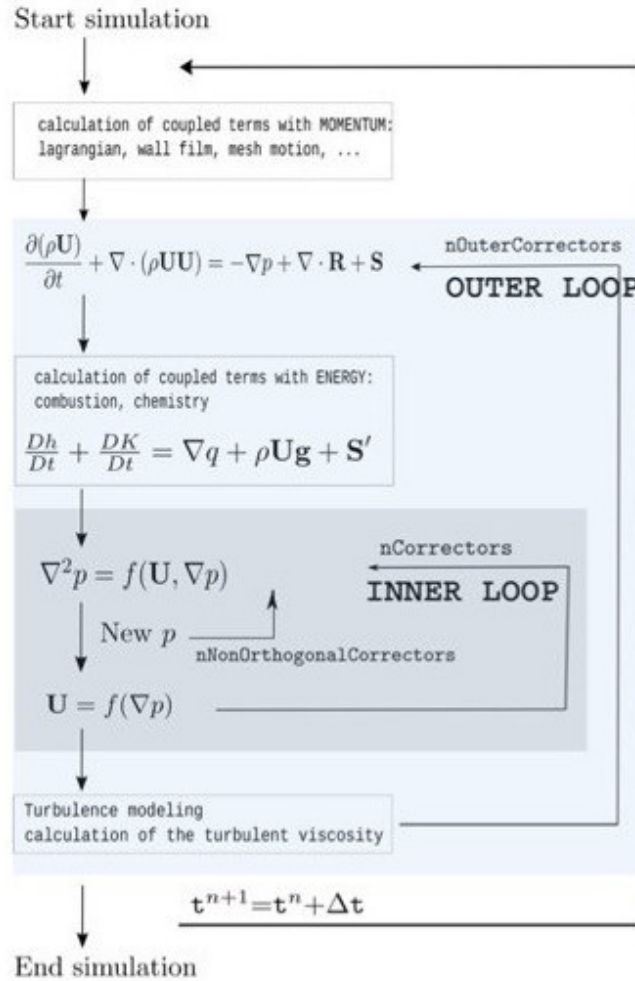 Start simulation
calculation of coupled terms with MOMENTUM:
lagrangian, wall film, mesh motion, ...
∂(ρU)/∂t + ∇ · (ρUU) = −∇p + ∇ · R + S
nOuterCorrectors
OUTER LOOP
calculation of coupled terms with ENERGY:
combustion, chemistry
Dh/Dt + DK/Dt = ∇q + ρUg + S′
nCorrectors
∇²p = f(U, ∇p)
INNER LOOP
New p
nNonOrthogonalCorrectors
U = f(∇p)
Turbulence modeling
calculation of the turbulent viscosity
tⁿ⁺¹=tⁿ+Δt
End simulation